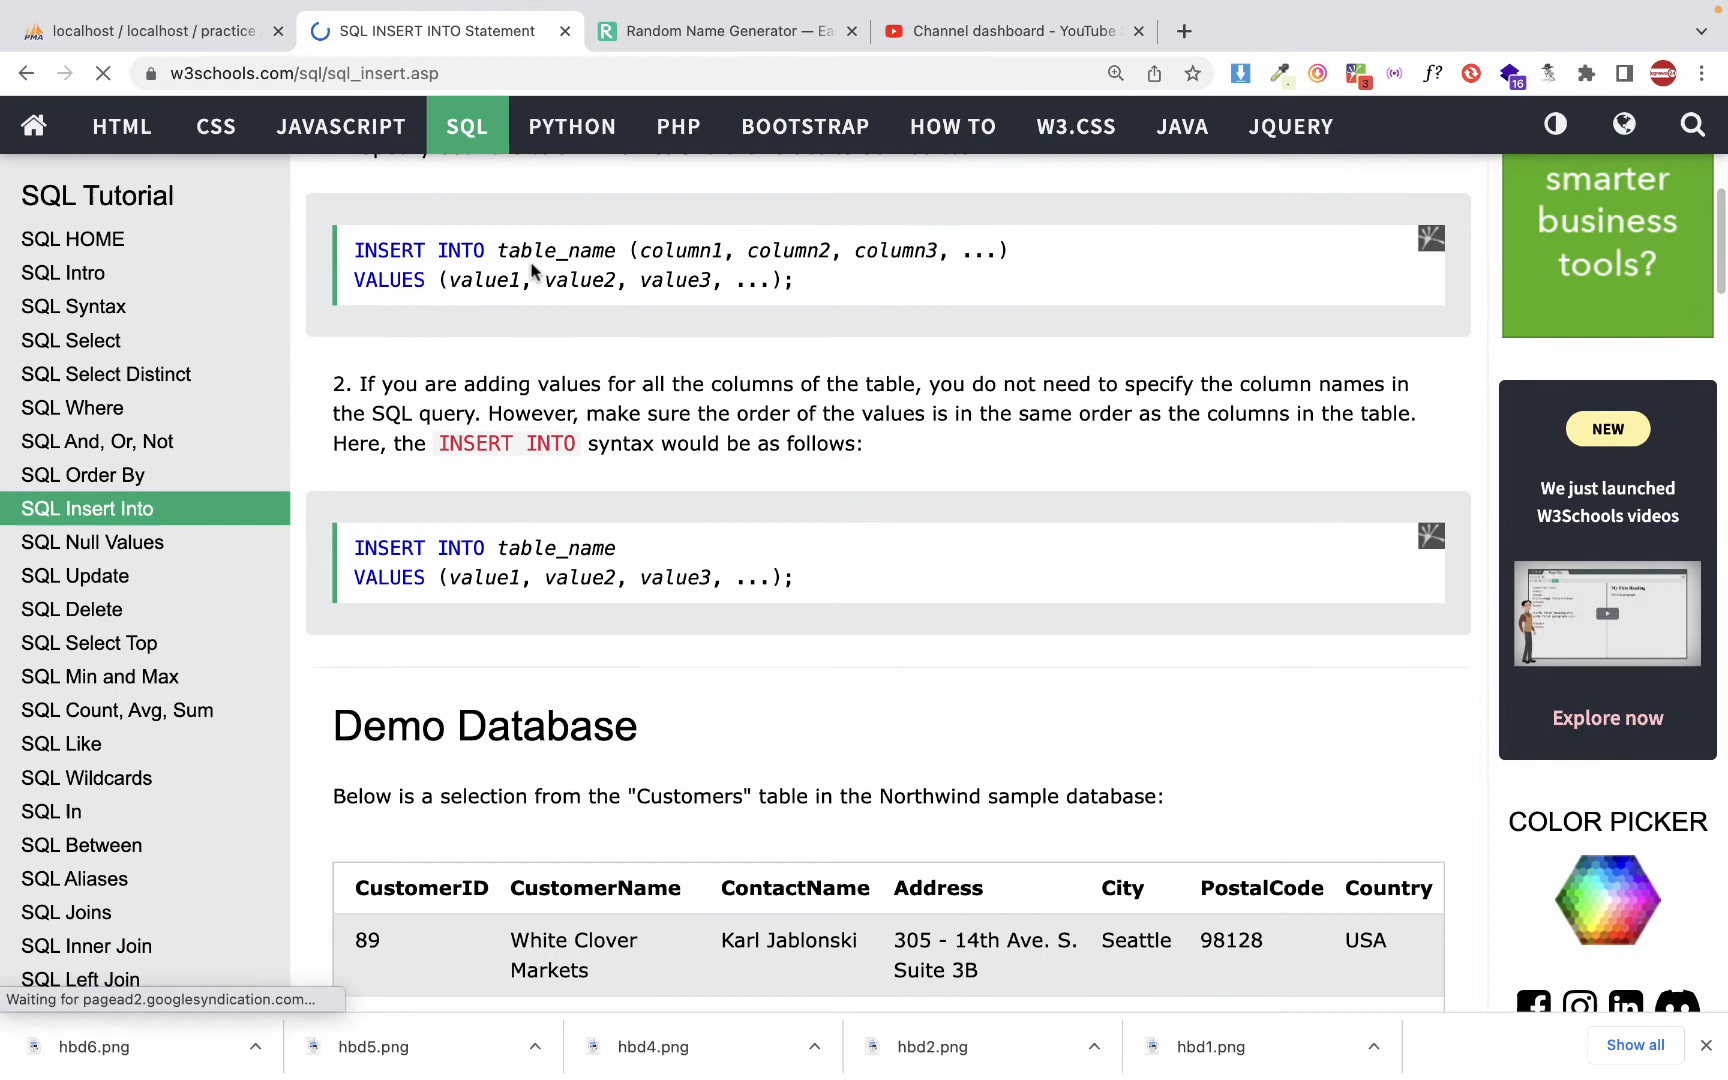 localhost / localhost / practice
SQL INSERT INTO Statement
Random Name Generator — Ea
Channel dashboard - YouTube
w3schools.com/sql/sql_insert.asp
3
f?
16
HTML
CSS
JAVASCRIPT
SQL
PYTHON
PHP
BOOTSTRAP
HOW TO
W3.CSS
JAVA
JQUERY
SQL Tutorial
SQL HOME
SQL Intro
SQL Syntax
SQL Select
SQL Select Distinct
SQL Where
SQL And, Or, Not
SQL Order By
SQL Insert Into
SQL Null Values
SQL Update
SQL Delete
SQL Select Top
SQL Min and Max
SQL Count, Avg, Sum
SQL Like
SQL Wildcards
SQL In
SQL Between
SQL Aliases
SQL Joins
SQL Inner Join
SQL Left Join
INSERT INTO table_name (column1, column2, column3, ...)
VALUES (value1, value2, value3, ...);
2. If you are adding values for all the columns of the table, you do not need to specify the column names in
the SQL query. However, make sure the order of the values is in the same order as the columns in the table.
Here, the INSERT INTO syntax would be as follows:
INSERT INTO table_name
VALUES (value1, value2, value3, ...);
Demo Database
Below is a selection from the "Customers" table in the Northwind sample database:
CustomerID CustomerName ContactName Address City PostalCode Country
89 White Clover Karl Jablonski 305 - 14th Ave. S. Seattle 98128 USA
Markets Suite 3B
smarter
business
tools?
NEW
We just launched
W3Schools videos
Explore now
COLOR PICKER
Waiting for pagead2.googlesyndication.com...
hbd6.png
hbd5.png
hbd4.png
hbd2.png
hbd1.png
Show all